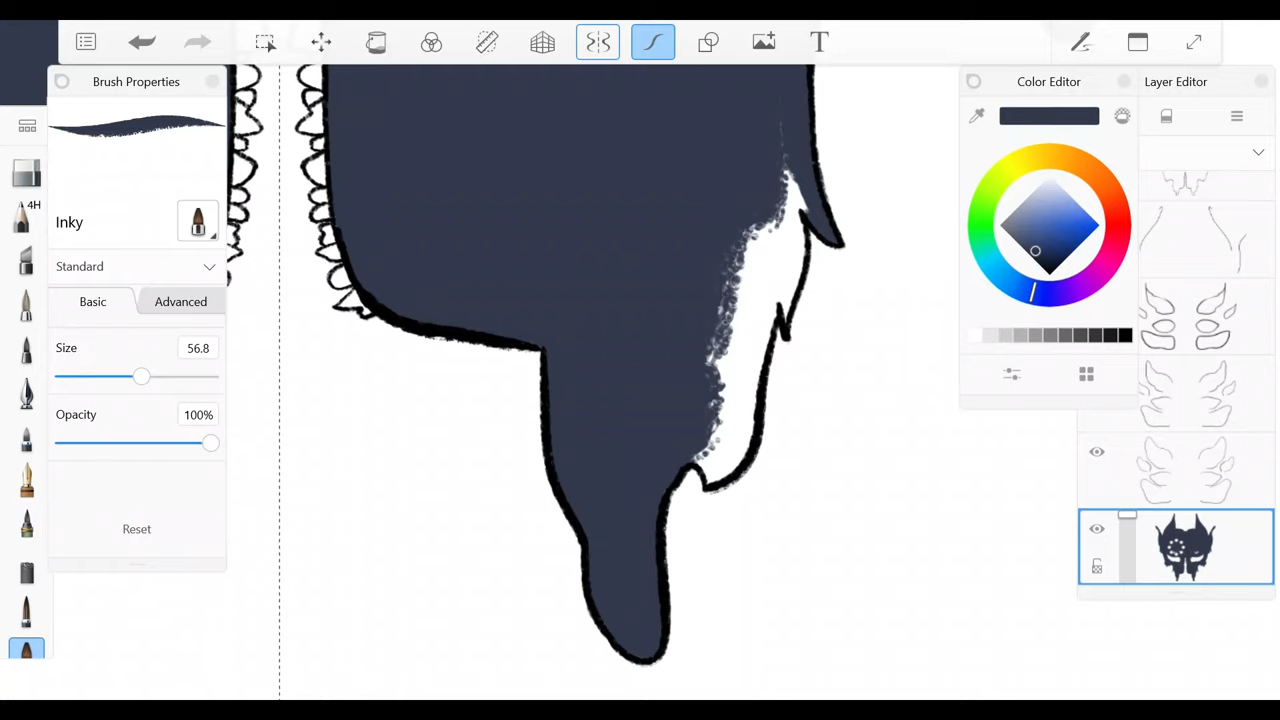 T
Brush Properties
Color Editor
Layer Editor
4H
Inky
Standard
Basic
Advanced
Size
56.8
Opacity
100%
Reset